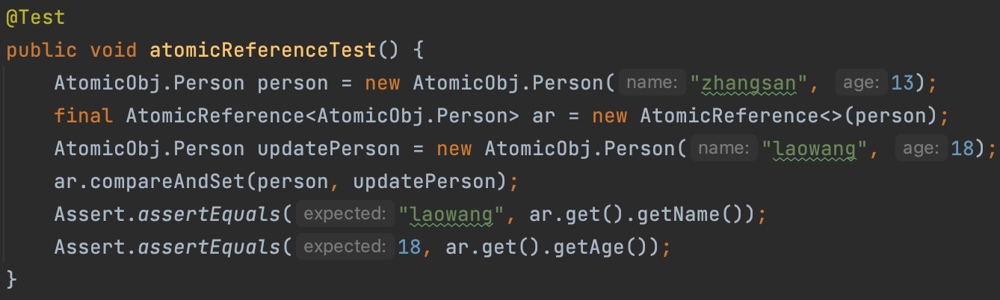 @Test
public void atomicReferenceTest() {
    AtomicObj.Person person = new AtomicObj.Person( name: "zhangsan", age: 13);
    final AtomicReference<AtomicObj.Person> ar = new AtomicReference<>(person);
    AtomicObj.Person updatePerson = new AtomicObj.Person( name: "laowang", age: 18);
    ar.compareAndSet(person, updatePerson);
    Assert.assertEquals( expected: "laowang", ar.get().getName());
    Assert.assertEquals( expected: 18, ar.get().getAge());
}